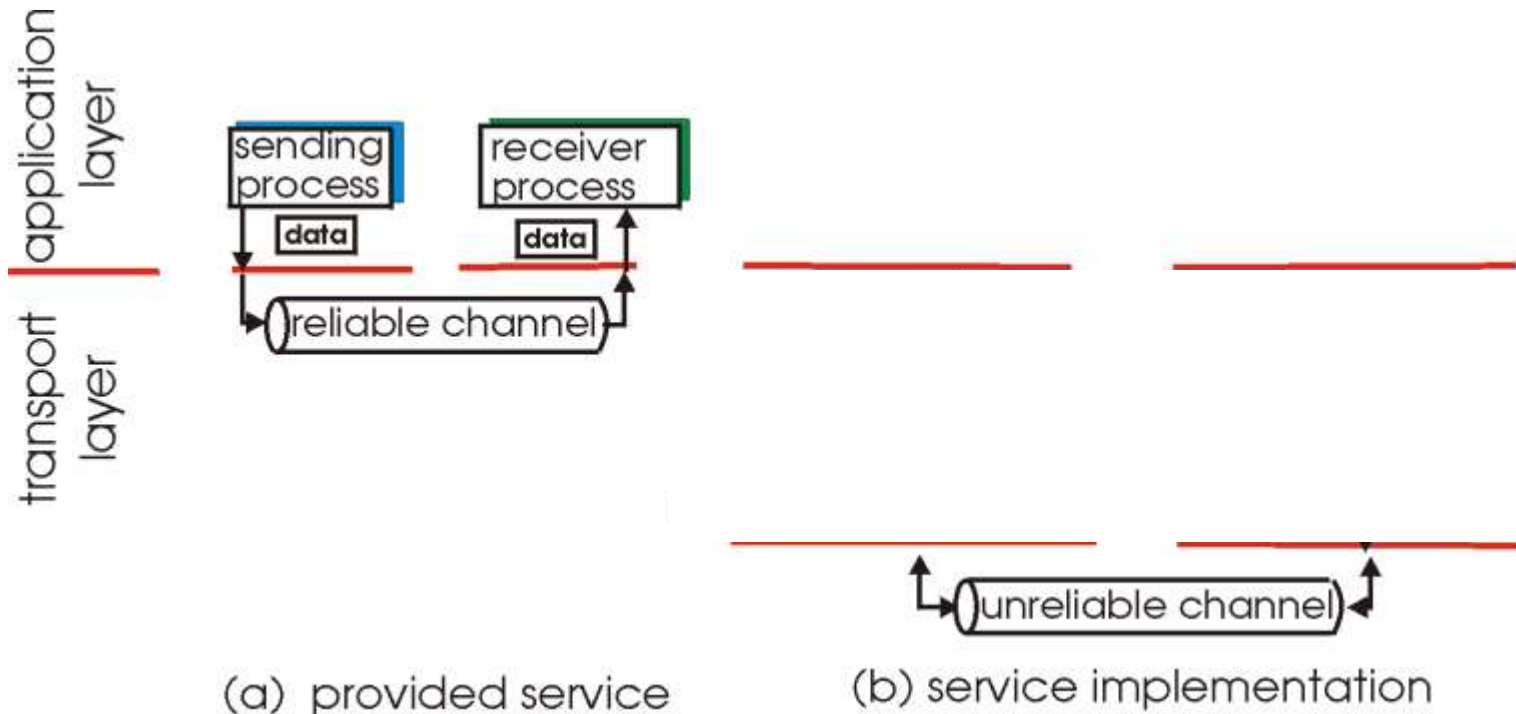 application
layer
transport
layer
sending
process
receiver
process
data
data
reliable channel
unreliable channel
(a) provided service
(b) service implementation